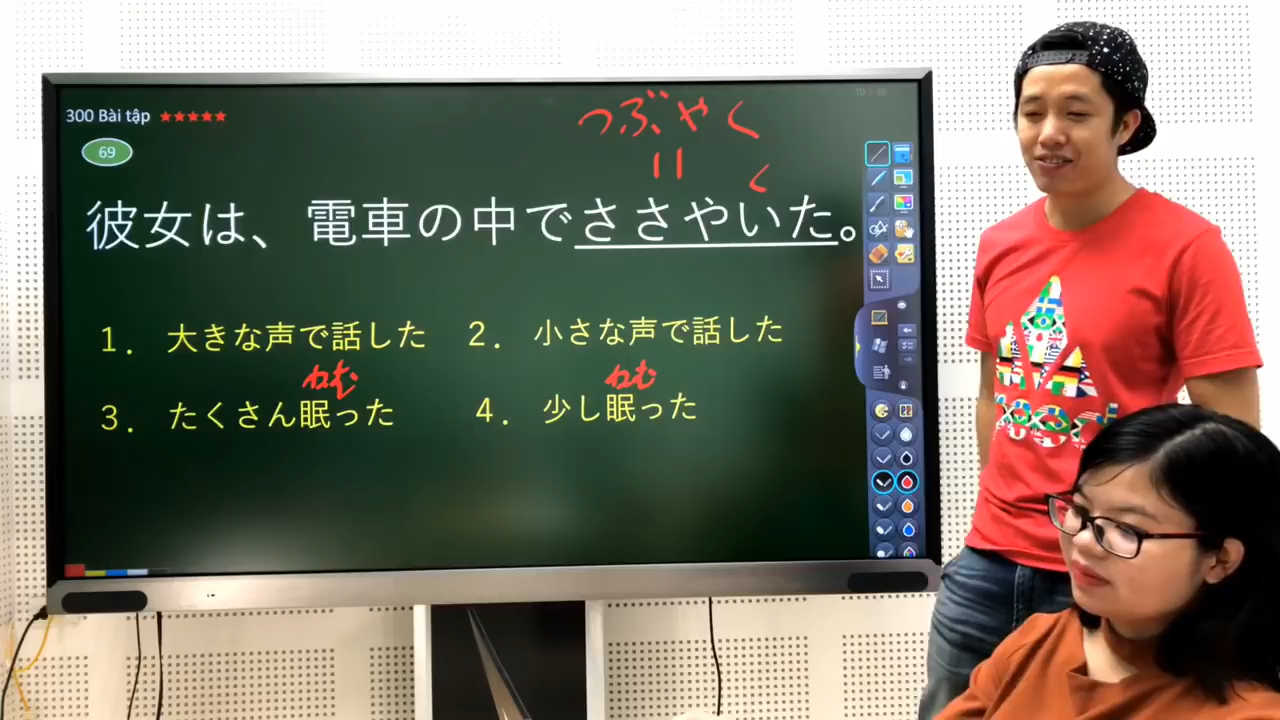 300 Bài tập ★★★★★
69
つぶやく
く
彼女は、電車の中でささやいた。
1. 大きな声で話した 2. 小さな声で話した
ねむ ねむ
3. たくさん眠った 4. 少し眠った